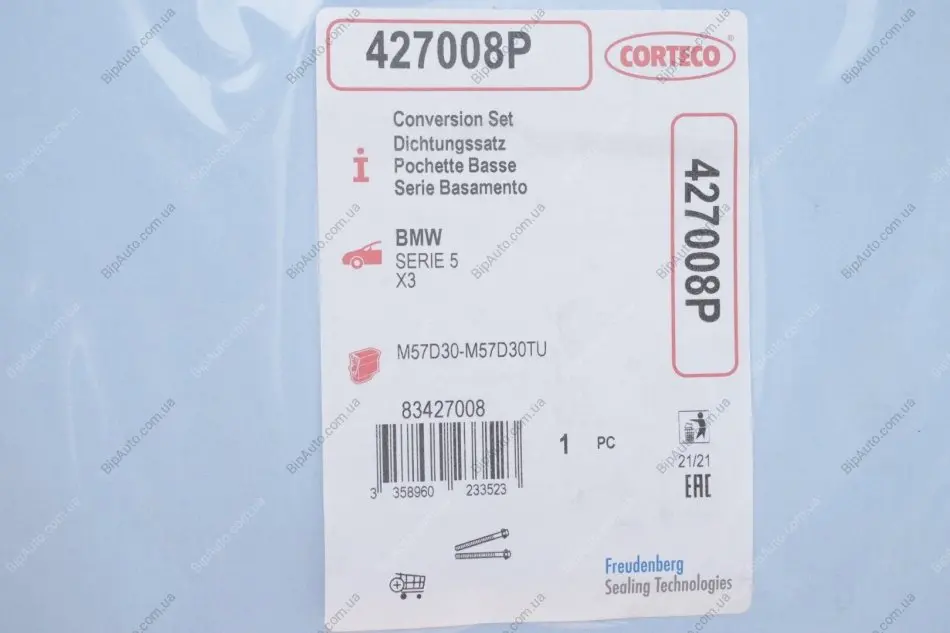 427008P
CORTECO®
Conversion Set
Dichtungssatz
Pochette Basse
Serie Basamento
i
BMW
SERIE 5
X3
427008P
M57D30-M57D30TU
83427008
3 358960 233523
1 PC
21/21
EAC
Freudenberg
Sealing Technologies
BipAuto.com.ua